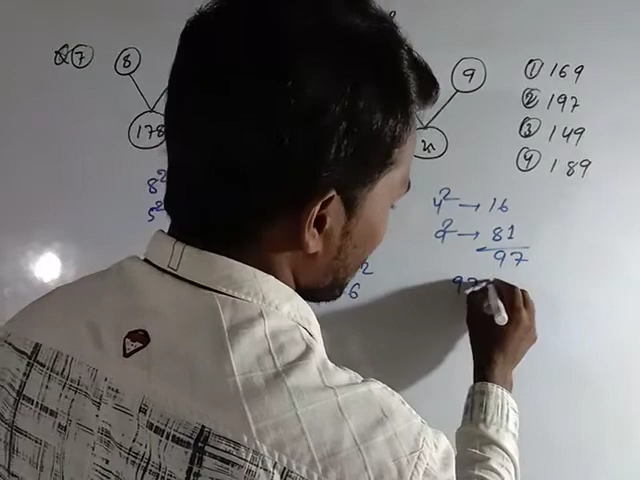 7 8 9
178 x
① 169
② 197
③ 149
④ 189
8²
5²
4² → 16
9² → 81
97
2
6
97